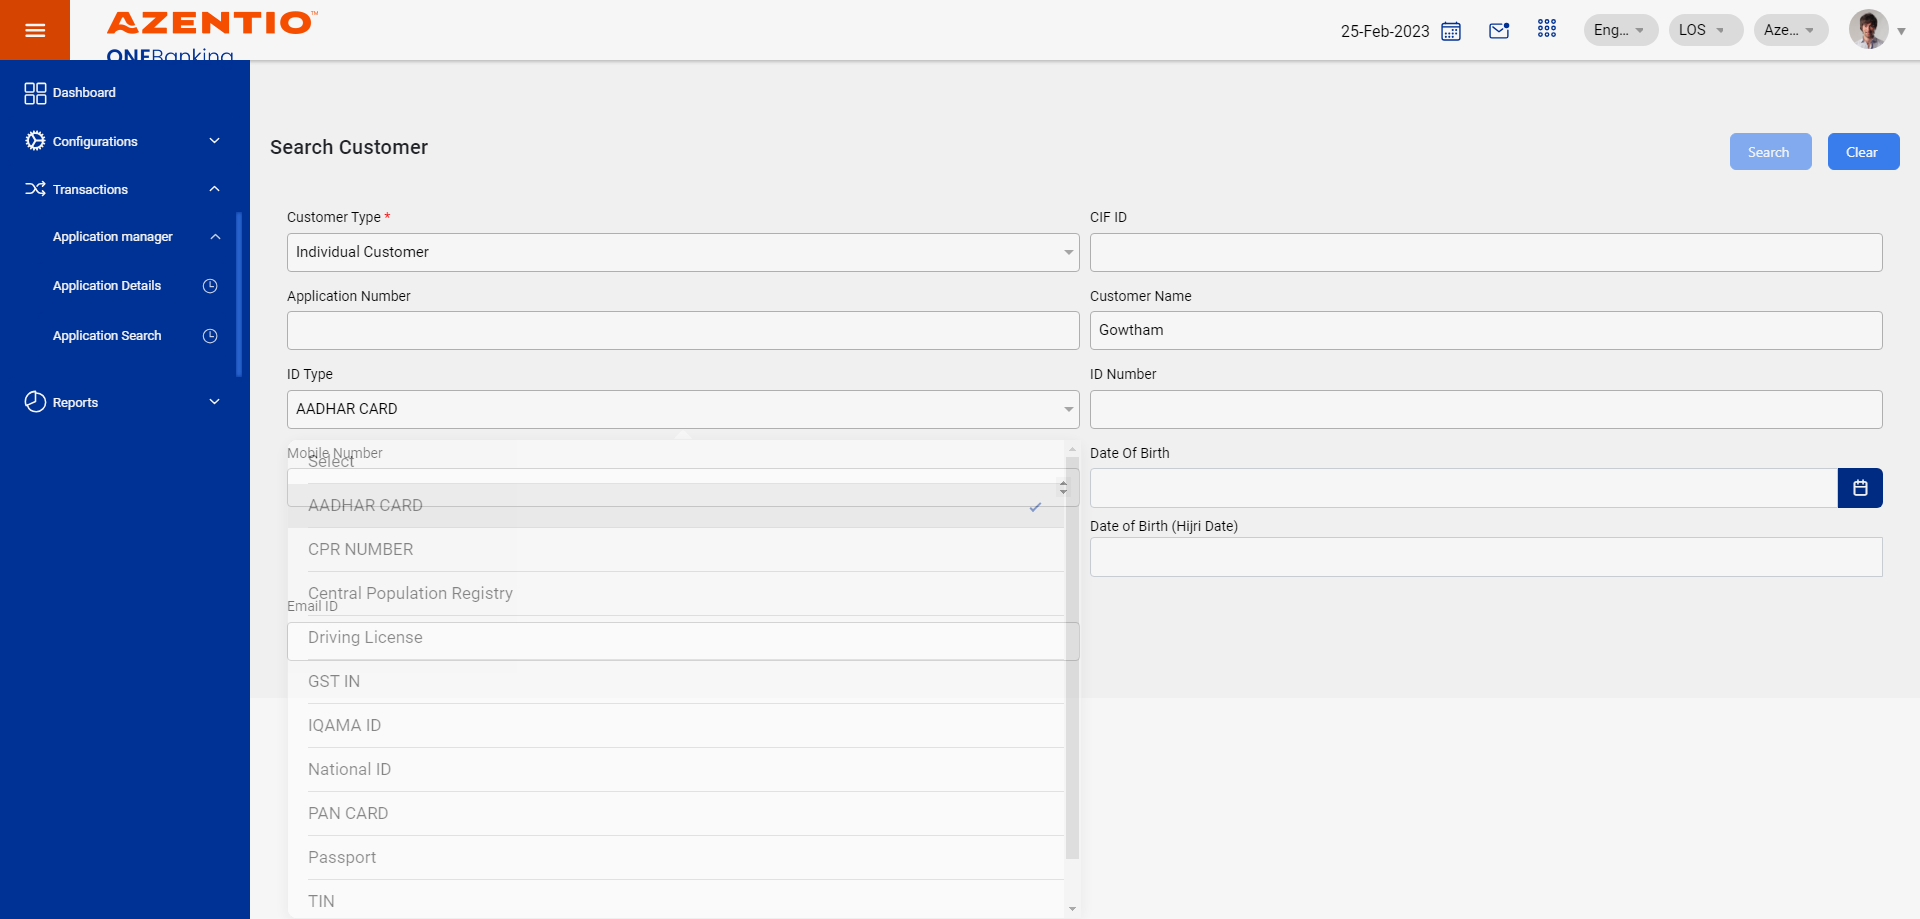 AZENTIO™
ONEBanking
25-Feb-2023
Eng...
LOS
Aze...
Dashboard
Configurations
Transactions
Application manager
Application Details
Application Search
Reports
Search Customer
Search
Clear
Customer Type *
CIF ID
Individual Customer
Application Number
Customer Name
Gowtham
ID Type
ID Number
AADHAR CARD
Mobile Number
Date Of Birth
Select
AADHAR CARD
Date of Birth (Hijri Date)
CPR NUMBER
Central Population Registry
Email ID
Driving License
GST IN
IQAMA ID
National ID
PAN CARD
Passport
TIN